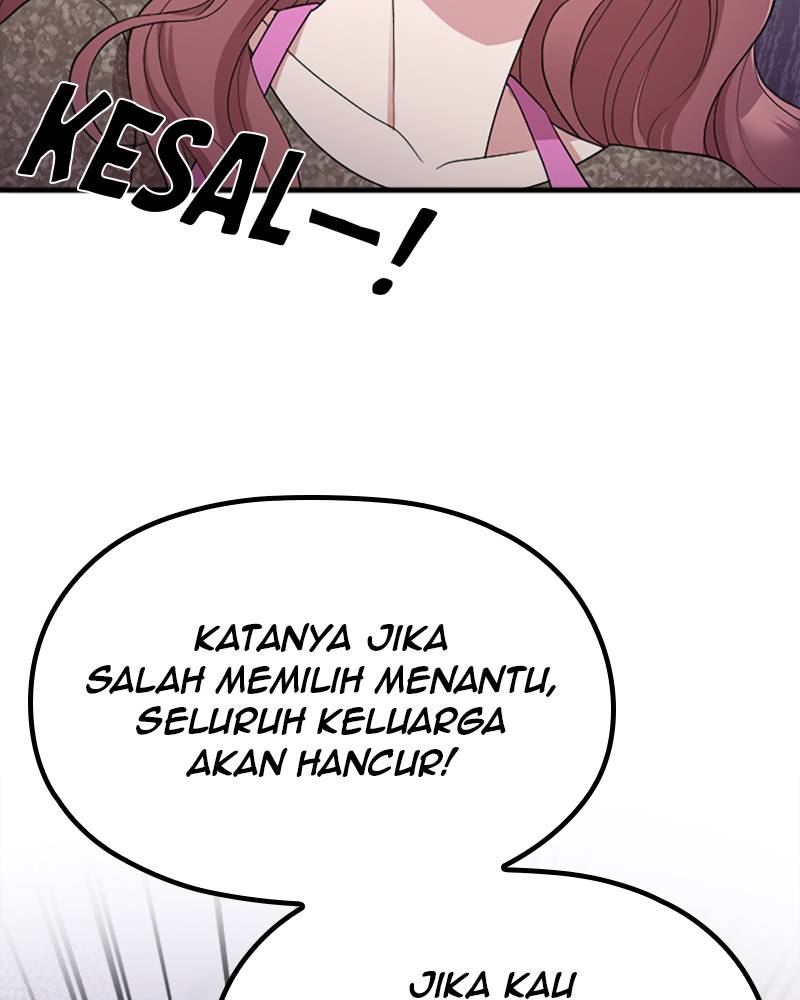 KESAL—!
KATANYA JIKA
SALAH MEMILIH MENANTU,
SELURUH KELUARGA
AKAN HANCUR!
JIKA KAU